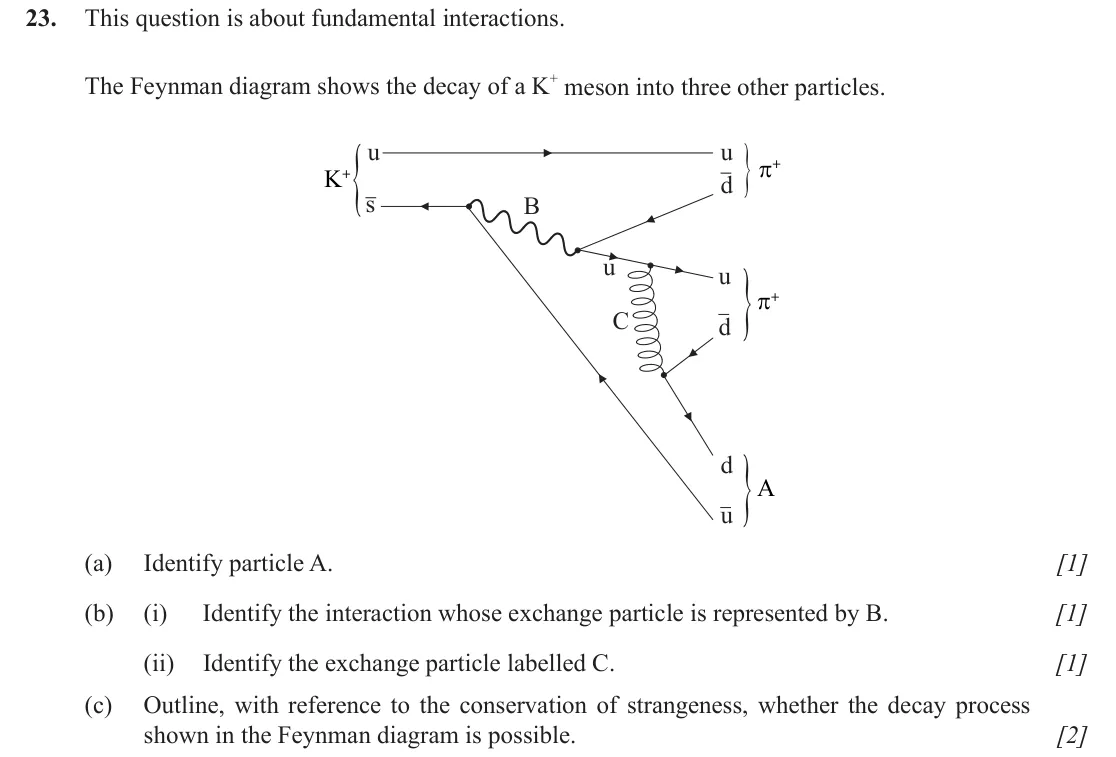 23. This question is about fundamental interactions.
The Feynman diagram shows the decay of a K⁺ meson into three other particles.
u u
K⁺ d̄ π⁺
s̄ B
u u
π⁺
C d̄
d
A
ū
(a) Identify particle A. [1]
(b) (i) Identify the interaction whose exchange particle is represented by B. [1]
(ii) Identify the exchange particle labelled C. [1]
(c) Outline, with reference to the conservation of strangeness, whether the decay process
shown in the Feynman diagram is possible. [2]